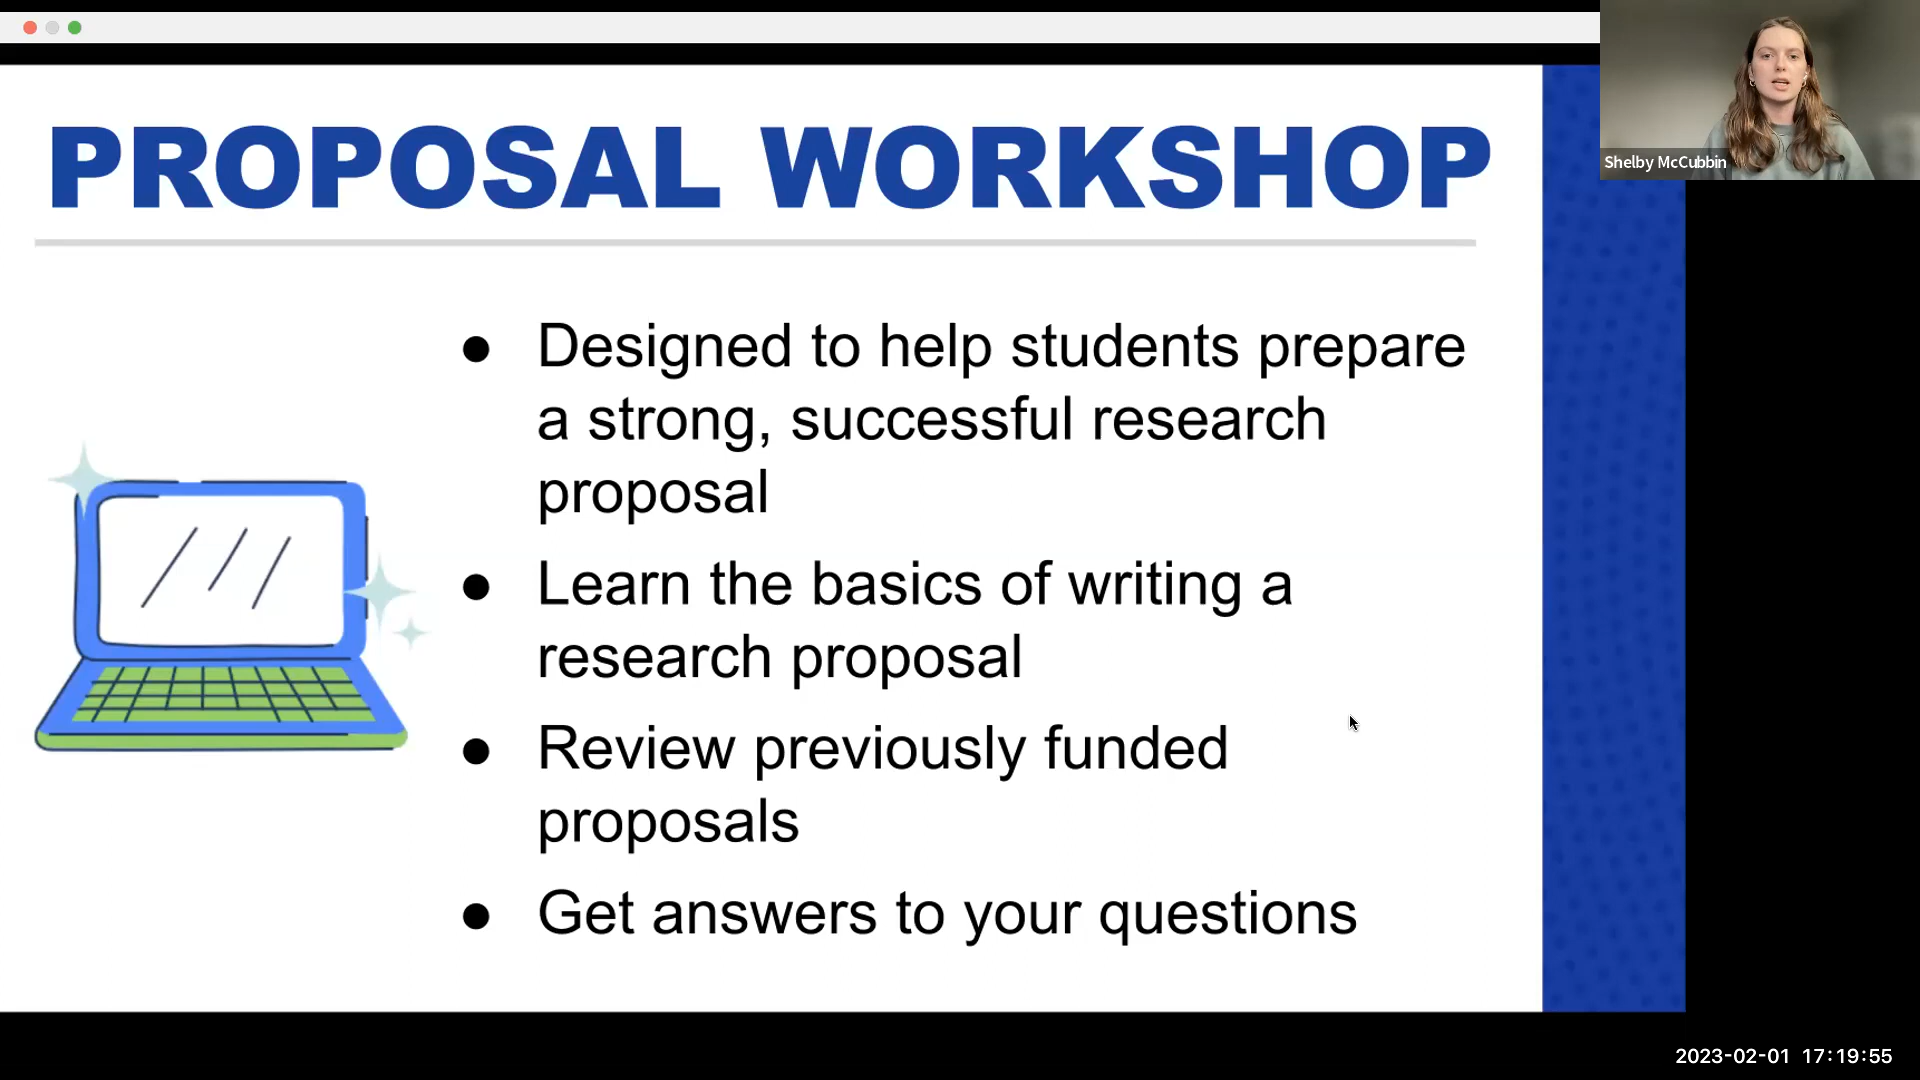 PROPOSAL WORKSHOP
Shelby McCubbin
● Designed to help students prepare
a strong, successful research
proposal
● Learn the basics of writing a
research proposal
● Review previously funded
proposals
● Get answers to your questions
2023-02-01 17:19:55